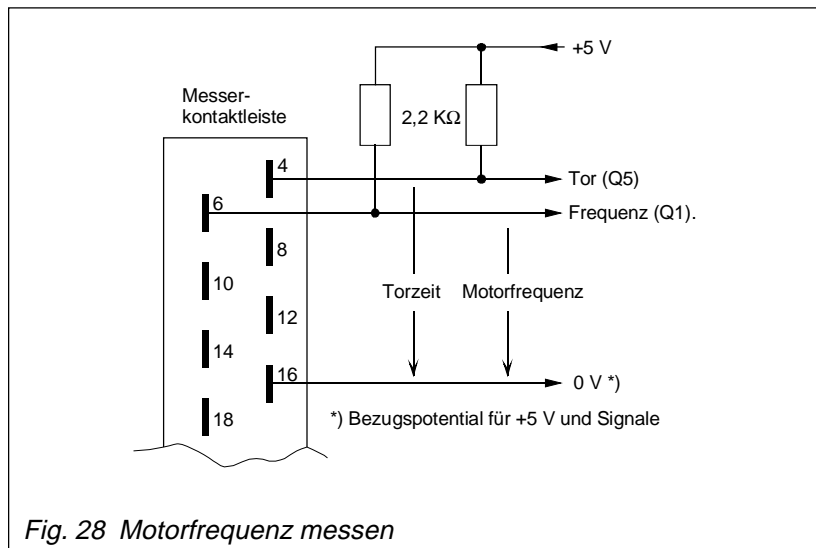 +5 V
Messer-
kontaktleiste
2,2 KΩ
4
Tor (Q5)
6
Frequenz (Q1).
8
10
Torzeit
Motorfrequenz
12
14
16
0 V *)
18
*) Bezugspotential für +5 V und Signale
Fig. 28 Motorfrequenz messen